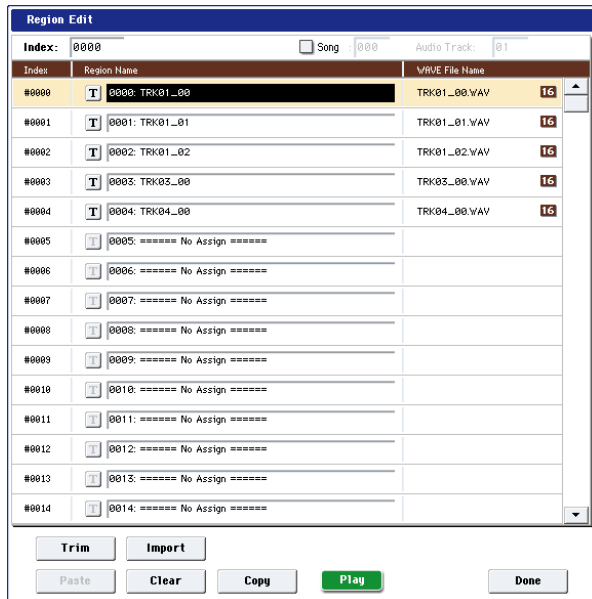 Region Edit
Index: 0000 Song : 000 Audio Track: 01
Index Region Name WAVE File Name
#0000 T 0000: TRK01_00 TRK01_00.WAV 16
#0001 T 0001: TRK01_01 TRK01_01.WAV 16
#0002 T 0002: TRK01_02 TRK01_02.WAV 16
#0003 T 0003: TRK03_00 TRK03_00.WAV 16
#0004 T 0004: TRK04_00 TRK04_00.WAV 16
#0005 T 0005: ====== No Assign ======
#0006 T 0006: ====== No Assign ======
#0007 T 0007: ====== No Assign ======
#0008 T 0008: ====== No Assign ======
#0009 T 0009: ====== No Assign ======
#0010 T 0010: ====== No Assign ======
#0011 T 0011: ====== No Assign ======
#0012 T 0012: ====== No Assign ======
#0013 T 0013: ====== No Assign ======
#0014 T 0014: ====== No Assign ======
Trim Import
Paste Clear Copy Play Done